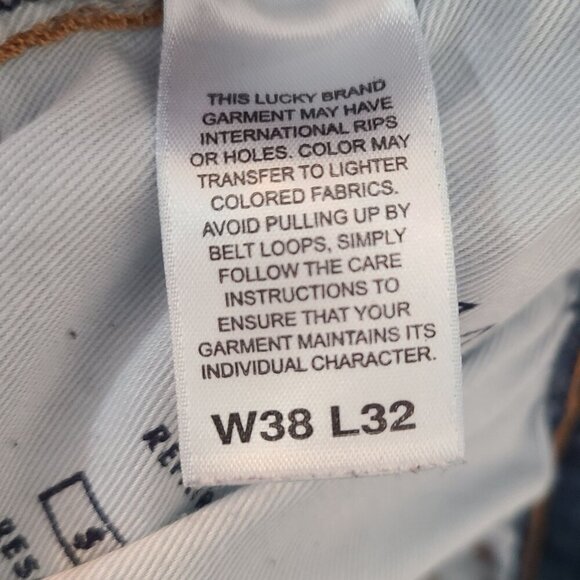 THIS LUCKY BRAND
GARMENT MAY HAVE
INTERNATIONAL RIPS
OR HOLES. COLOR MAY
TRANSFER TO LIGHTER
COLORED FABRICS.
AVOID PULLING UP BY
BELT LOOPS, SIMPLY
FOLLOW THE CARE
INSTRUCTIONS TO
ENSURE THAT YOUR
GARMENT MAINTAINS ITS
INDIVIDUAL CHARACTER.
W38 L32